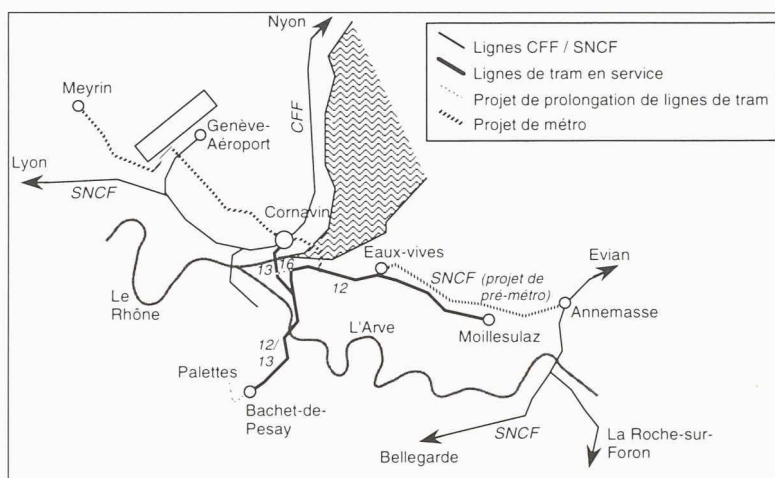 Nyon
Lignes CFF / SNCF
Lignes de tram en service
Projet de prolongation de lignes de tram
Projet de métro
Meyrin
Genève-
Aéroport
CFF
Lyon
SNCF
Cornavin
Eaux-vives
Evian
13
16
12
SNCF (projet de
pré-métro)
Annemasse
Le
Rhône
L'Arve
Moillesulaz
12/
13
Palettes
Bachet-de-
Pesay
SNCF
Bellegarde
La Roche-sur-
Foron